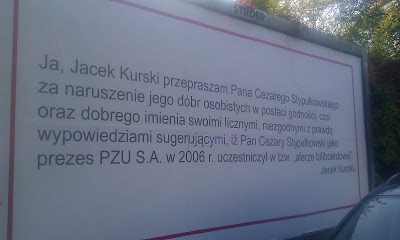 STRÖER
Ja, Jacek Kurski przepraszam Pana Cezarego Stypułkowskiego
za naruszenie jego dóbr osobistych w postaci godności, czci
oraz dobrego imienia swoimi licznymi, niezgodnymi z prawdą
wypowiedziami sugerującymi, iż Pan Cezary Stypułkowski jako
prezes PZU S.A. w 2006 r. uczestniczył w tzw. „aferze billboardowej".
Jacek Kurski.